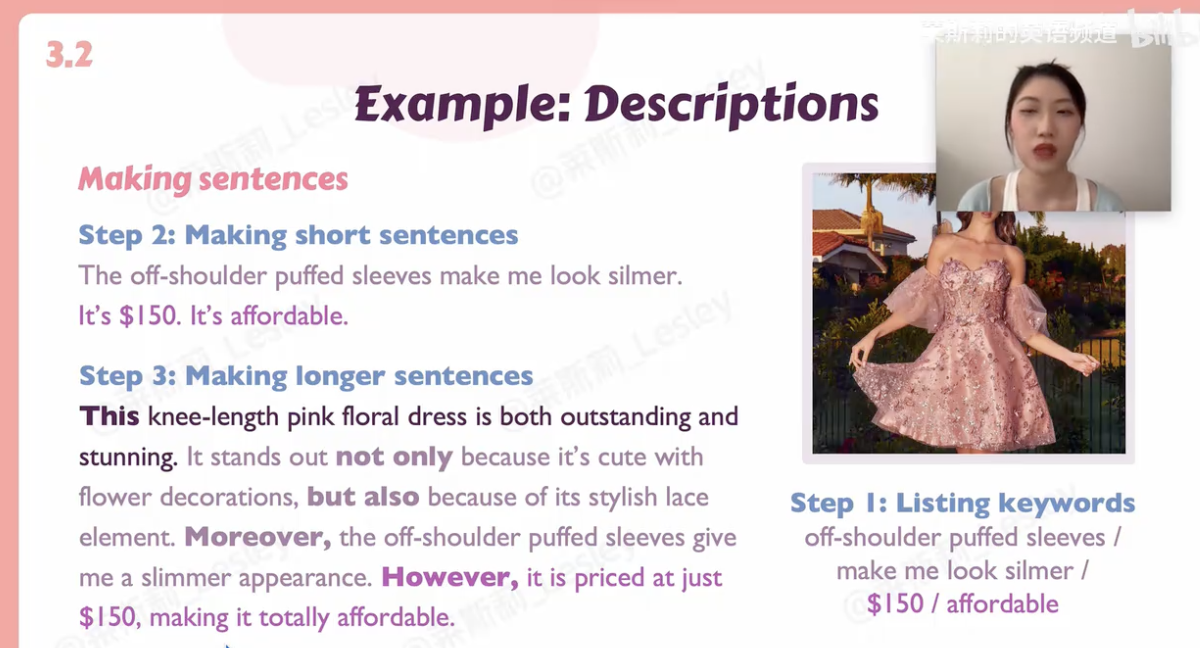 莱斯莉的英语频道 bilibili
3.2
Example: Descriptions
Making sentences
Step 2: Making short sentences
The off-shoulder puffed sleeves make me look silmer.
It's $150. It's affordable.
Step 3: Making longer sentences
This knee-length pink floral dress is both outstanding and
stunning. It stands out not only because it's cute with
flower decorations, but also because of its stylish lace
element. Moreover, the off-shoulder puffed sleeves give
me a slimmer appearance. However, it is priced at just
$150, making it totally affordable.
Step 1: Listing keywords
off-shoulder puffed sleeves /
make me look silmer /
$150 / affordable
@莱斯莉_Lesley